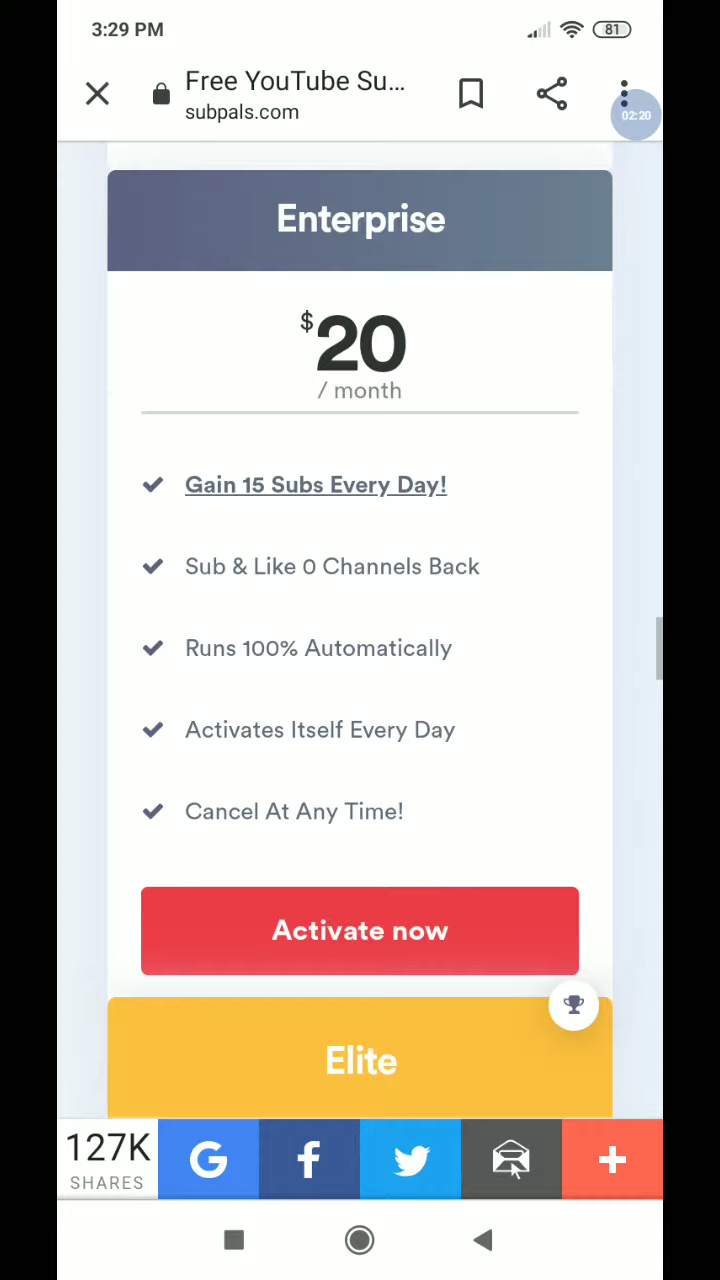 3:29 PM
81
Free YouTube Su...
subpals.com
02:20
Enterprise
$20
/ month
Gain 15 Subs Every Day!
Sub & Like 0 Channels Back
Runs 100% Automatically
Activates Itself Every Day
Cancel At Any Time!
Activate now
Elite
127K
SHARES